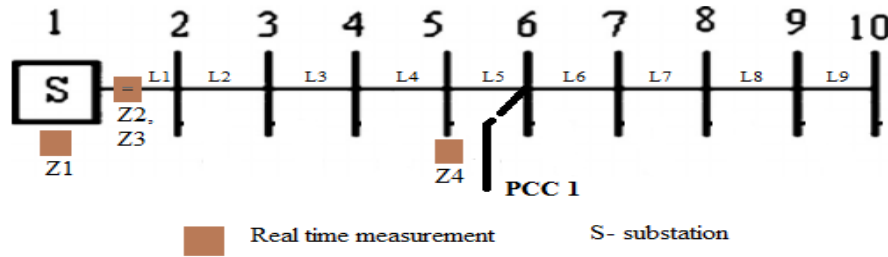 1 2 3 4 5 6 7 8 9 10
S = L1 L2 L3 L4 L5 L6 L7 L8 L9
Z2,
Z3
Z1 Z4 PCC 1
Real time measurement S- substation